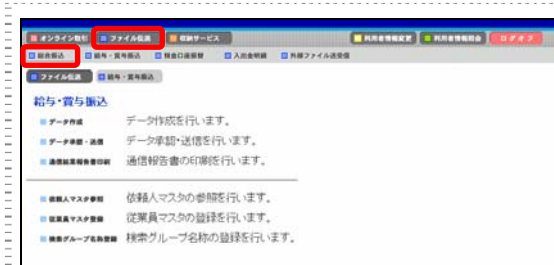 オンライン取引 ファイル伝送 収納サービス 利用者情報変更 利用者情報照会 ログオフ
総合振込 給与・賞与振込 預金口座振替 入出金明細 外部ファイル送受信
ファイル伝送 給与・賞与振込
給与・賞与振込
データ作成 データ作成を行います。
データ承認・送信 データ承認・送信を行います。
通信結果報告書印刷 通信報告書の印刷を行います。
依頼人マスタ参照 依頼人マスタの参照を行います。
従業員マスタ登録 従業員マスタの登録を行います。
検索グループ名称登録 検索グループ名称の登録を行います。